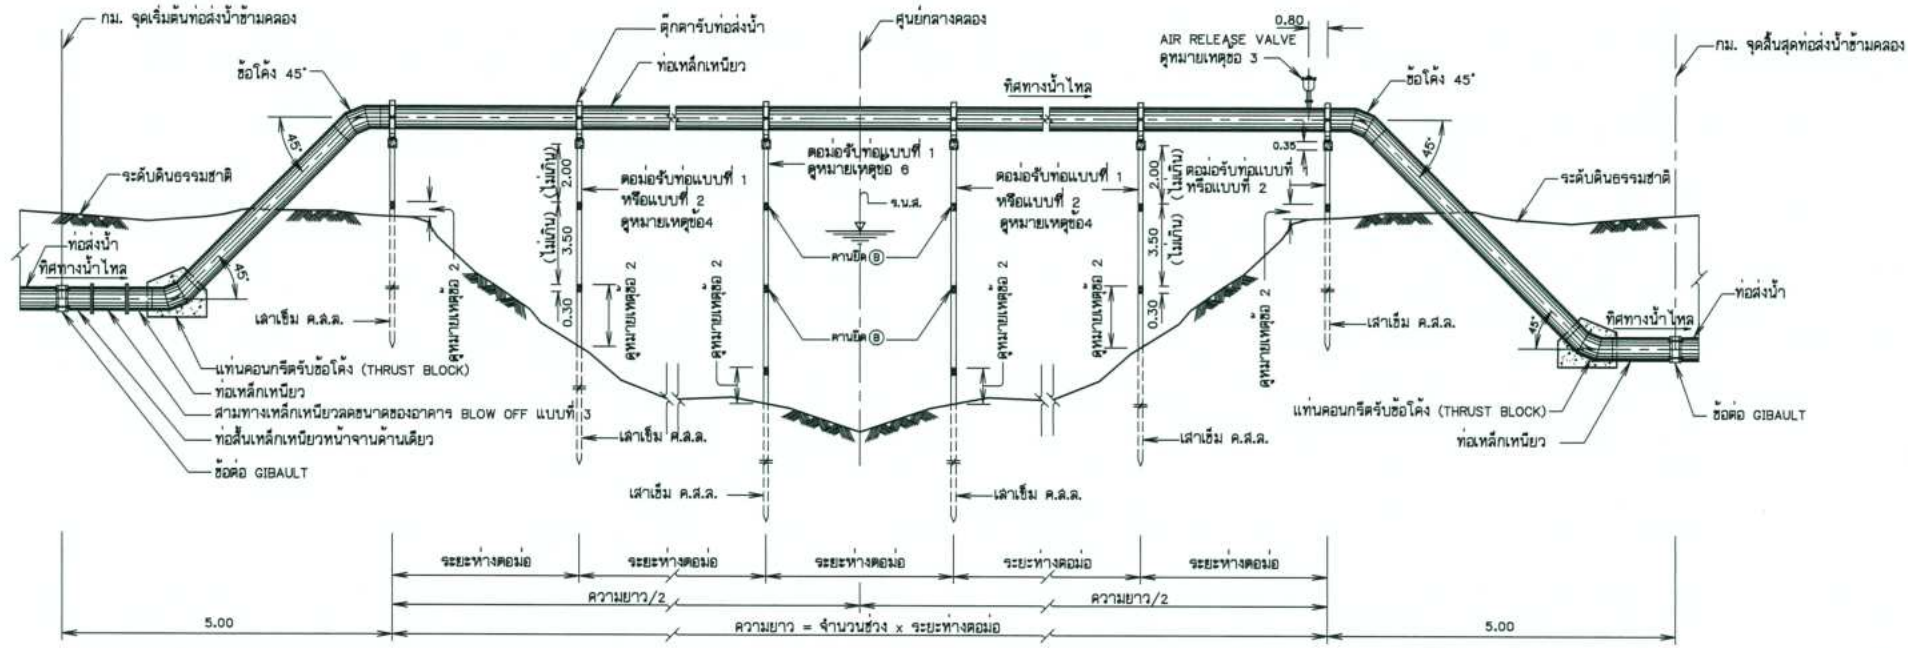 กม. จุดเริ่มต้นท่อส่งน้ำข้ามคลอง
ตุ๊กตารับท่อส่งน้ำ
ท่อเหล็กเหนียว
ศูนย์กลางคลอง
0.80
AIR RELEASE VALVE
ดูหมายเหตุข้อ 3
กม. จุดสิ้นสุดท่อส่งน้ำข้ามคลอง
ข้อโค้ง 45°
ทิศทางน้ำไหล
ข้อโค้ง 45°
45°
45°
0.35
ระดับดินธรรมชาติ
ท่อส่งน้ำ
ทิศทางน้ำไหล
45°
(ไม่เกิน) 2.00
(ไม่เกิน) 3.50
0.30
ตอม่อรับท่อแบบที่ 1
หรือแบบที่ 2
ดูหมายเหตุข้อ4
ตอม่อรับท่อแบบที่ 1
ดูหมายเหตุข้อ 6
ร.น.ส.
คานยึด B
คานยึด B
ตอม่อรับท่อแบบที่ 1
หรือแบบที่ 2
ดูหมายเหตุข้อ4
2.00 (ไม่เกิน)
3.50 (ไม่เกิน)
0.30
ตอม่อรับท่อแบบที่ 1
หรือแบบที่ 2
ระดับดินธรรมชาติ
ดูหมายเหตุข้อ 2
ดูหมายเหตุข้อ 2
ดูหมายเหตุข้อ 2
ดูหมายเหตุข้อ 2
ดูหมายเหตุข้อ 2
ดูหมายเหตุข้อ 2
ท่อส่งน้ำ
ทิศทางน้ำไหล
45°
เสาเข็ม ค.ส.ล.
เสาเข็ม ค.ส.ล.
แท่นคอนกรีตรับข้อโค้ง (THRUST BLOCK)
ท่อเหล็กเหนียว
สามทางเหล็กเหนียวลดขนาดของอาคาร BLOW OFF แบบที่ 3
ท่อสั้นเหล็กเหนียวหน้าจานด้านเดียว
ข้อต่อ GIBAULT
เสาเข็ม ค.ส.ล.
เสาเข็ม ค.ส.ล.
แท่นคอนกรีตรับข้อโค้ง (THRUST BLOCK)
ข้อต่อ GIBAULT
ท่อเหล็กเหนียว
เสาเข็ม ค.ส.ล.
เสาเข็ม ค.ส.ล.
ระยะห่างตอม่อ
ระยะห่างตอม่อ
ระยะห่างตอม่อ
ระยะห่างตอม่อ
ระยะห่างตอม่อ
ความยาว/2
ความยาว/2
5.00
ความยาว = จำนวนช่วง x ระยะห่างตอม่อ
5.00